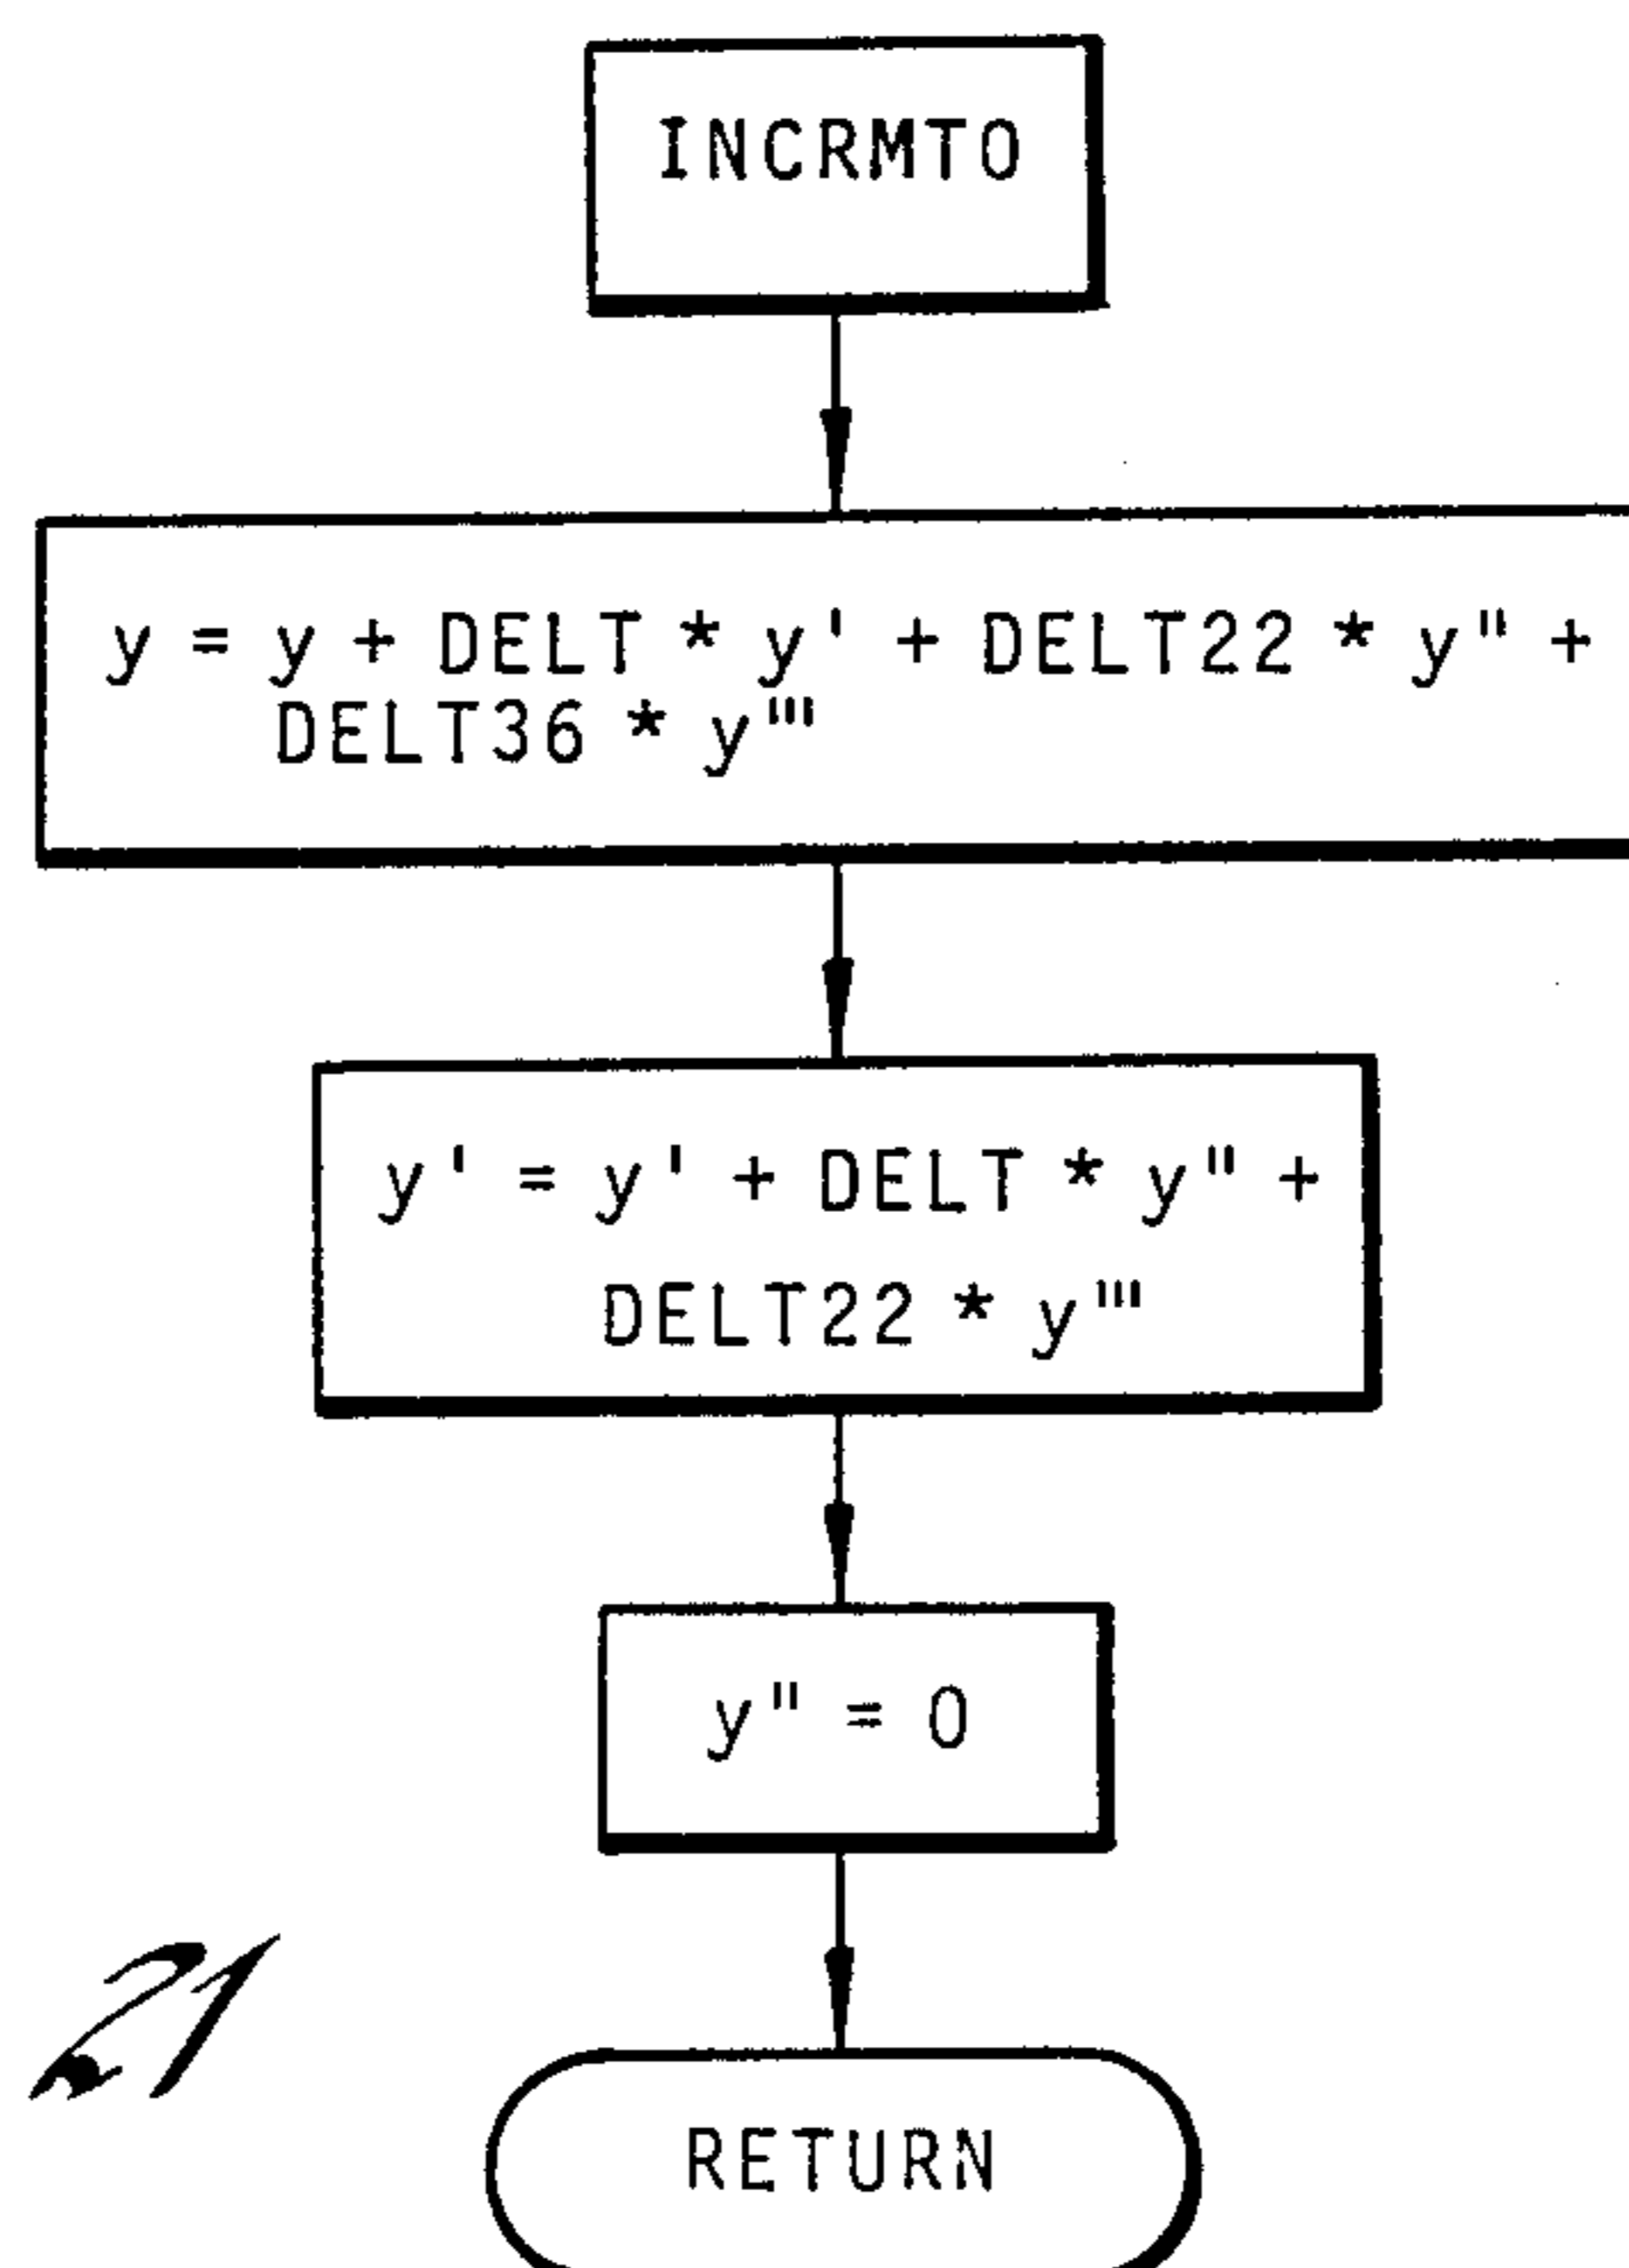 INCRMTO
y = y + DELT * y' + DELT22 * y" +
DELT36 * y'''
y' = y' + DELT * y" +
DELT22 * y'''
y" = 0
21
RETURN